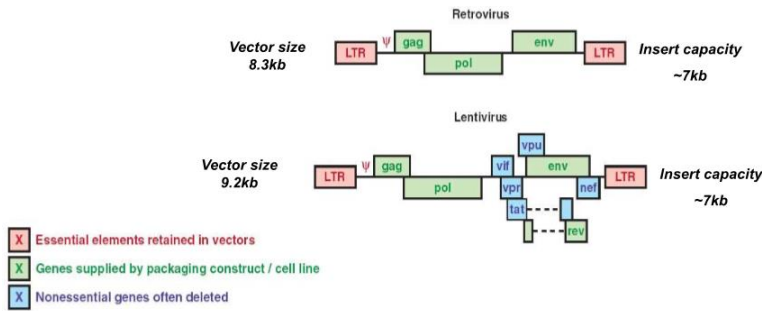 Retrovirus
Vector size
8.3kb
LTR ψ gag pol env LTR
Insert capacity
~7kb
Lentivirus
Vector size
9.2kb
LTR ψ gag pol vif vpr vpu env tat rev nef LTR
Insert capacity
~7kb
X Essential elements retained in vectors
X Genes supplied by packaging construct / cell line
X Nonessential genes often deleted